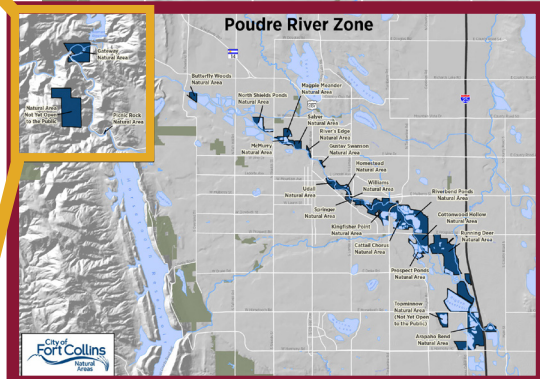 Poudre River Zone
Gateway
Natural Area
Natural Area
Not Yet Open
to the Public
Picnic Rock
Natural Area
Butterfly Woods
Natural Area
North Shields Ponds
Natural Area
Magpie Meander
Natural Area
Salyer
Natural Area
River's Edge
Natural Area
McMurry
Natural Area
Gustav Swanson
Natural Area
Homestead
Natural Area
Udall
Natural Area
Williams
Natural Area
Springer
Natural Area
Riverbend Ponds
Natural Area
Kingfisher Point
Natural Area
Cottonwood Hollow
Natural Area
Cattail Chorus
Natural Area
Running Deer
Natural Area
Prospect Ponds
Natural Area
Topminnow
Natural Area
(Not Yet Open
to the Public)
Arapaho Bend
Natural Area
City of
Fort Collins
Natural
Areas